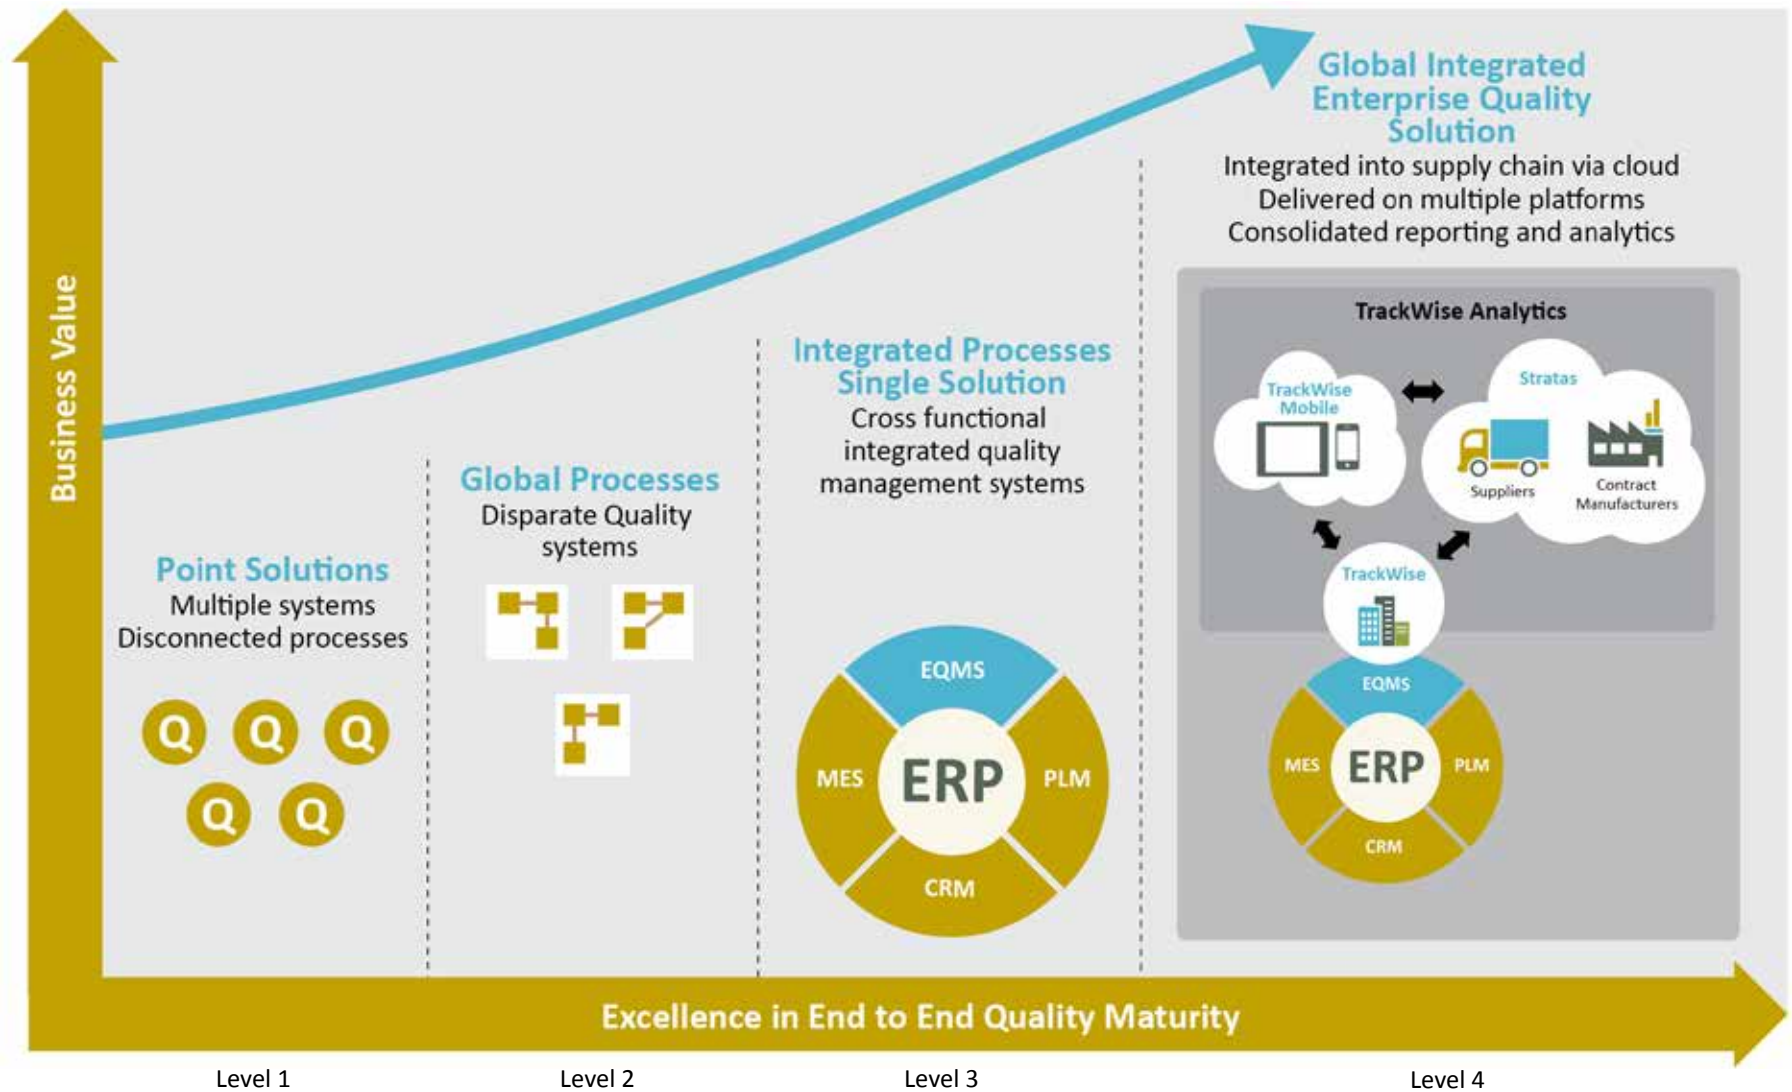 Business Value
Point Solutions
Multiple systems
Disconnected processes
Q Q Q
Q Q
Global Processes
Disparate Quality
systems
Integrated Processes
Single Solution
Cross functional
integrated quality
management systems
EQMS
MES
ERP
PLM
CRM
Global Integrated
Enterprise Quality
Solution
Integrated into supply chain via cloud
Delivered on multiple platforms
Consolidated reporting and analytics
TrackWise Analytics
TrackWise
Mobile
Stratas
Suppliers
Contract
Manufacturers
TrackWise
EQMS
MES
ERP
PLM
CRM
Excellence in End to End Quality Maturity
Level 1
Level 2
Level 3
Level 4